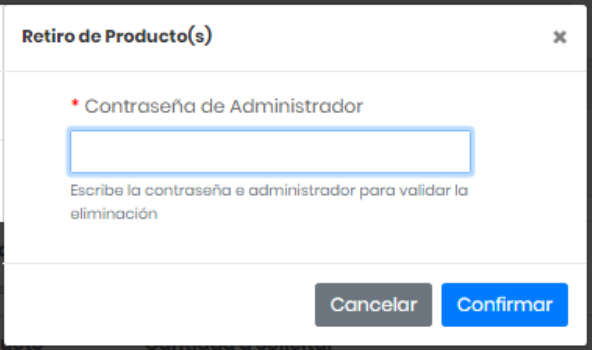 Retiro de Producto(s)
×
* Contraseña de Administrador
Escribe la contraseña e administrador para validar la
eliminación
Cancelar Confirmar